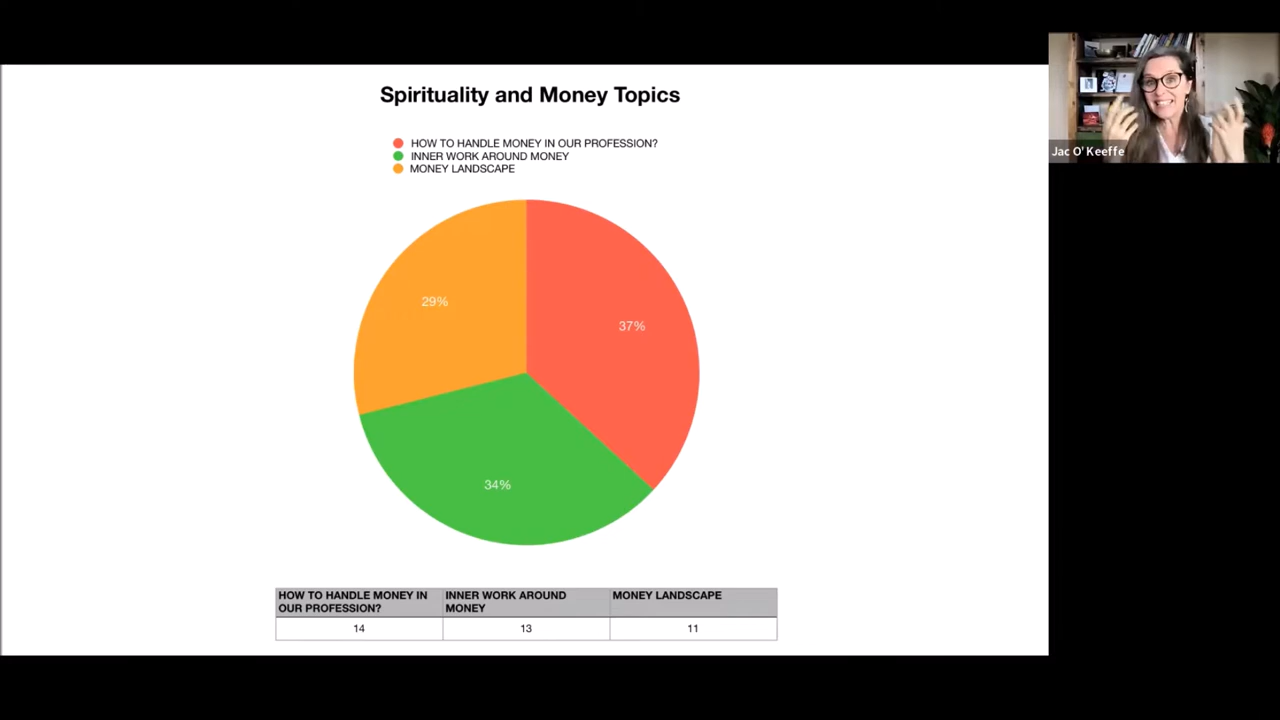 Spirituality and Money Topics
HOW TO HANDLE MONEY IN OUR PROFESSION?
INNER WORK AROUND MONEY
MONEY LANDSCAPE
29%
37%
34%
HOW TO HANDLE MONEY IN OUR PROFESSION?
INNER WORK AROUND MONEY
MONEY LANDSCAPE
14
13
11
Jac O' Keeffe